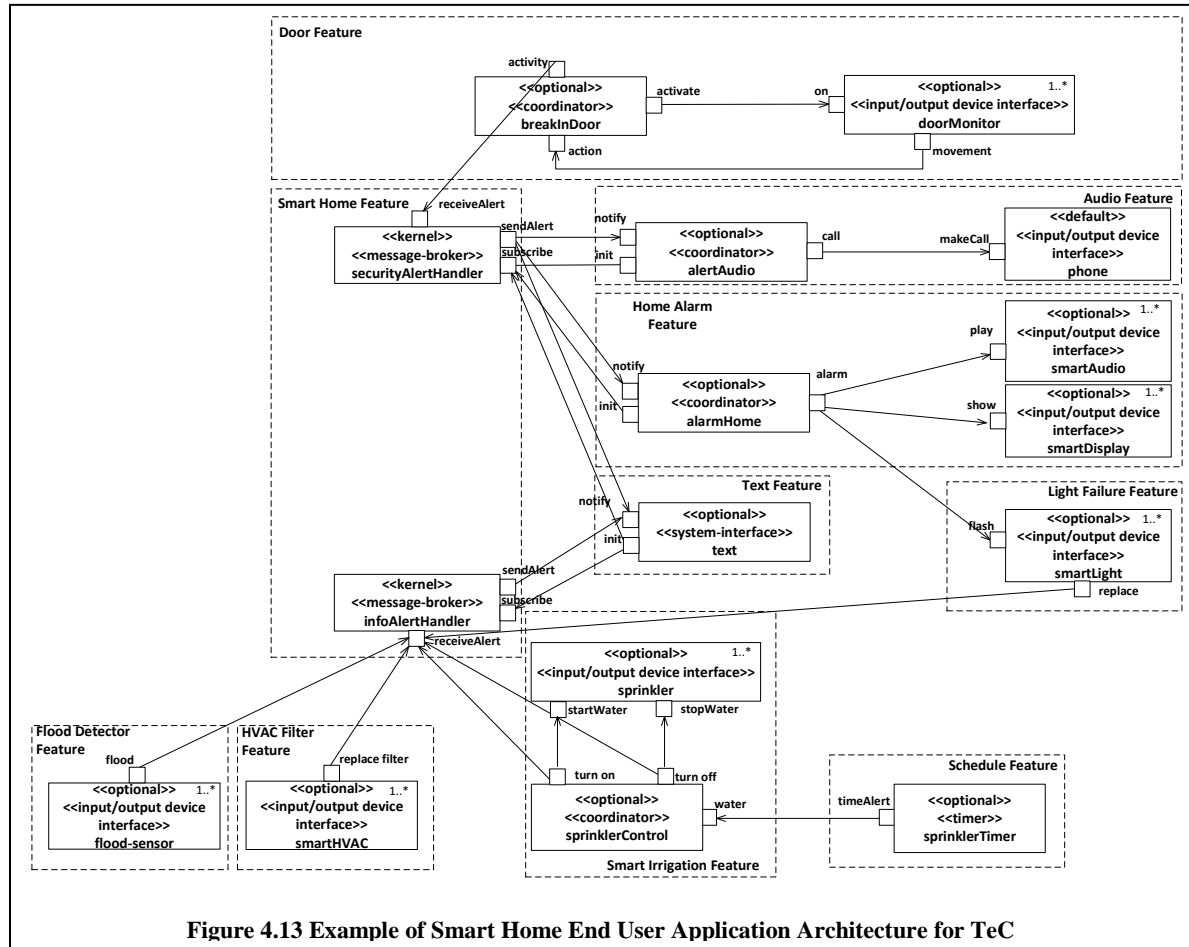 Door Feature
activity
<<optional>>
<<coordinator>>
breakInDoor
activate
action
on
<<optional>>
1..*
<<input/output device interface>>
doorMonitor
movement
Smart Home Feature
receiveAlert
<<kernel>>
<<message-broker>>
securityAlertHandler
sendAlert
subscribe
Audio Feature
notify
init
<<optional>>
<<coordinator>>
alertAudio
call
makeCall
<<default>>
<<input/output device
interface>>
phone
Home Alarm
Feature
notify
init
<<optional>>
<<coordinator>>
alarmHome
alarm
play
<<optional>>
1..*
<<input/output device
interface>>
smartAudio
show
<<optional>>
1..*
<<input/output device
interface>>
smartDisplay
Text Feature
notify
init
<<optional>>
<<system-interface>>
text
Light Failure Feature
flash
<<optional>>
1..*
<<input/output device
interface>>
smartLight
replace
<<kernel>>
<<message-broker>>
infoAlertHandler
sendAlert
subscribe
receiveAlert
<<optional>>
1..*
<<input/output device interface>>
sprinkler
startWater
stopWater
turn on
turn off
<<optional>>
<<coordinator>>
sprinklerControl
water
Smart Irrigation Feature
Flood Detector
Feature
flood
<<optional>>
1..*
<<input/output device
interface>>
flood-sensor
HVAC Filter
Feature
replace filter
<<optional>>
1..*
<<input/output device
interface>>
smartHVAC
Schedule Feature
timeAlert
<<optional>>
<<timer>>
sprinklerTimer
Figure 4.13 Example of Smart Home End User Application Architecture for TeC